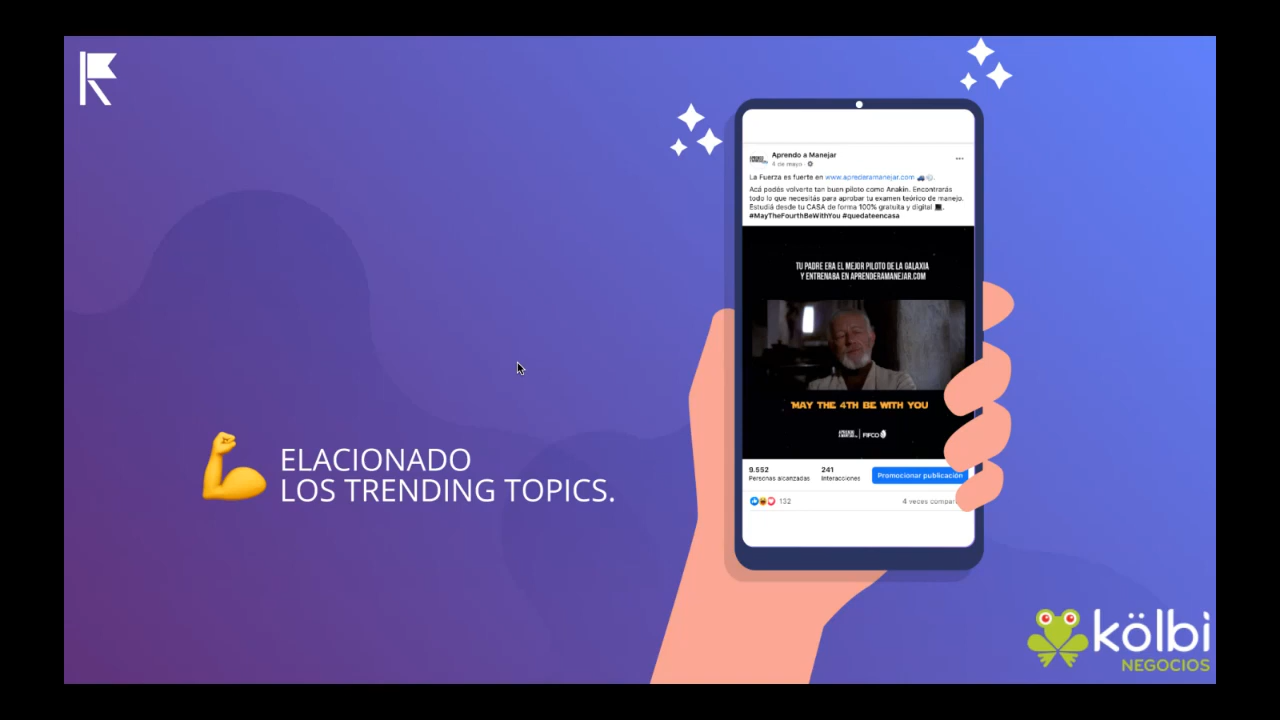 Aprendo a Manejar
4 de mayo
La Fuerza es fuerte en www.aprenderamanejar.com
Acá podés volverte tan buen piloto como Anakin. Encontrarás
todo lo que necesitás para aprobar tu examen teórico de manejo.
Estudiá desde tu CASA de forma 100% gratuita y digital
#MayTheFourthBeWithYou #quedateencasa
TU PADRE ERA EL MEJOR PILOTO DE LA GALAXIA
Y ENTRENABA EN APRENDERAMANEJAR.COM
MAY THE 4TH BE WITH YOU
FIFCO
9.552 241
Personas alcanzadas Interacciones Promocionar publicación
132 4 veces
ELACIONADO
LOS TRENDING TOPICS.
kölbi
NEGOCIOS